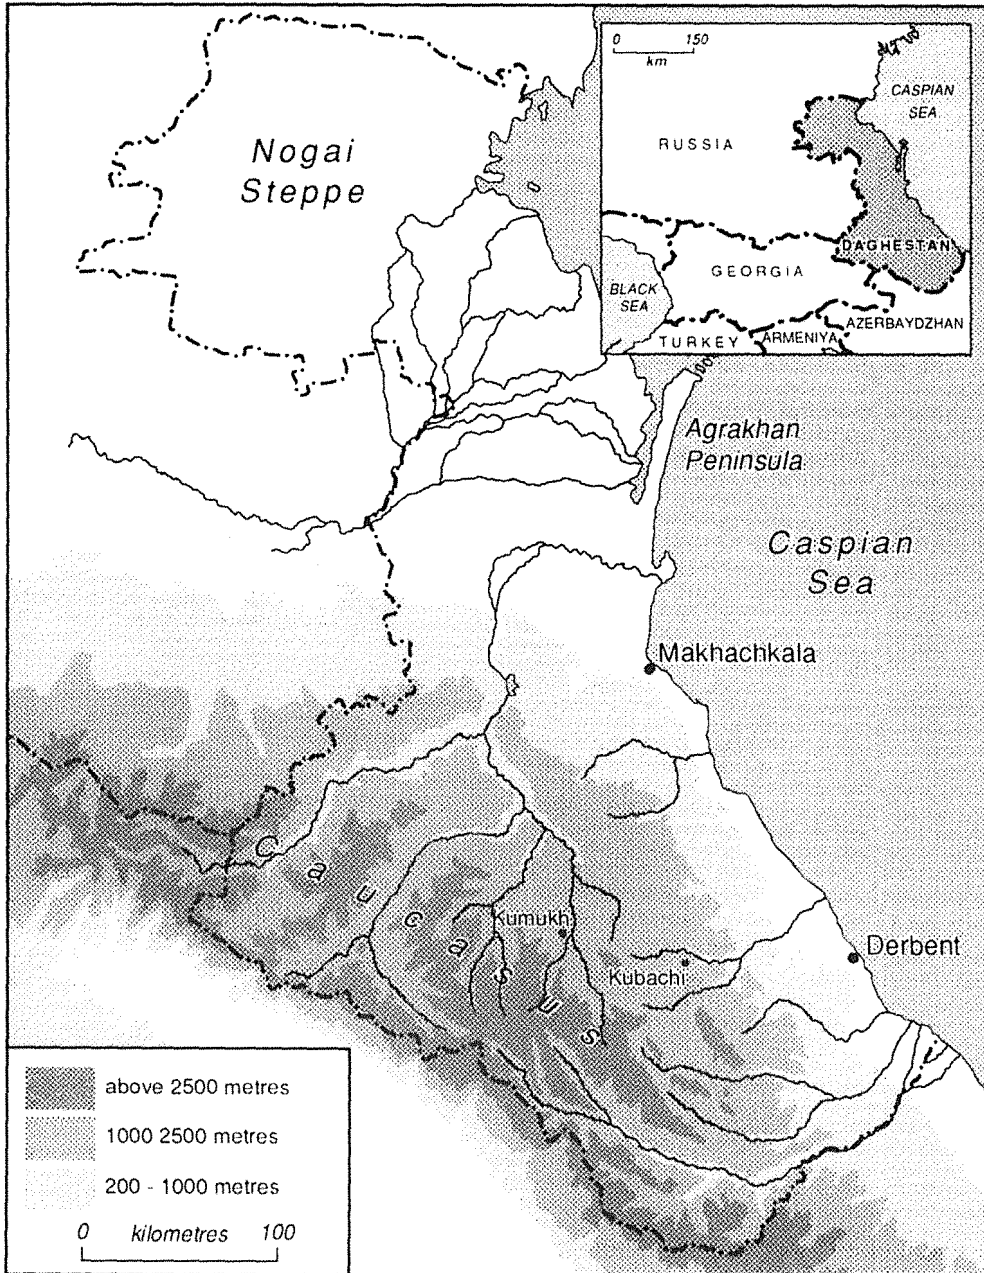 Nogai
Steppe
0 150
km
CASPIAN
SEA
RUSSIA
DAGHESTAN
GEORGIA
BLACK
SEA
AZERBAYDZHAN
TURKEY
ARMENIYA
Agrakhan
Peninsula
Caspian
Sea
Makhachkala
Caucasus
Kumukh
Kubachi
Derbent
above 2500 metres
1000 2500 metres
200 - 1000 metres
0 kilometres 100